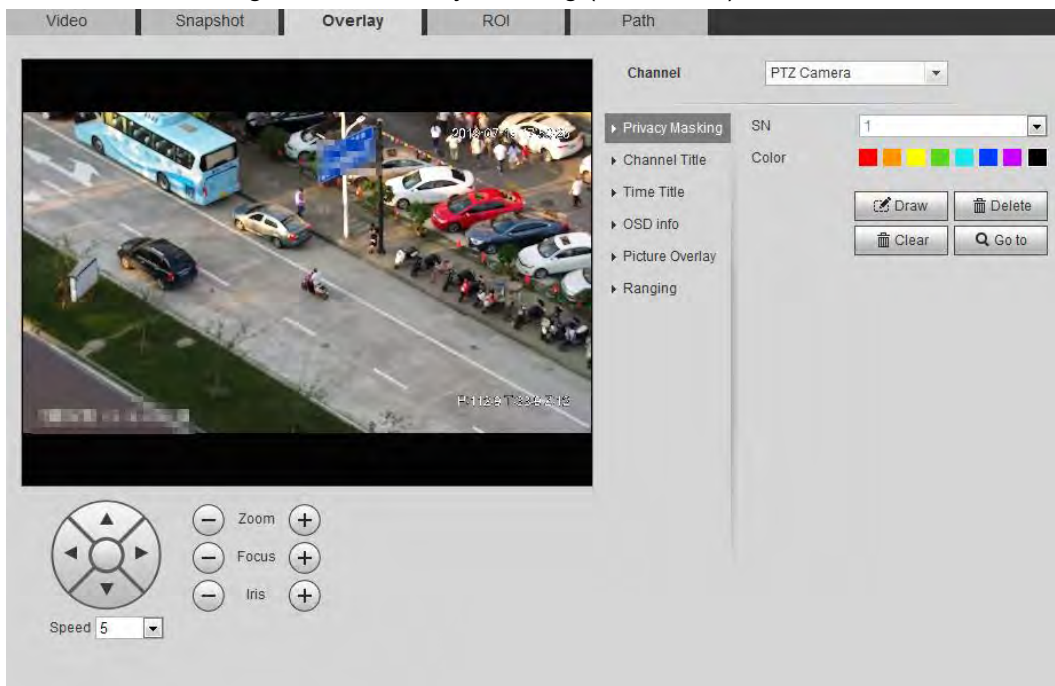 Video Snapshot Overlay ROI Path
Channel PTZ Camera
Privacy Masking
Channel Title
Time Title
OSD info
Picture Overlay
Ranging
SN 1
Color
Draw Delete
Clear Go to
Zoom
Focus
Iris
Speed 5